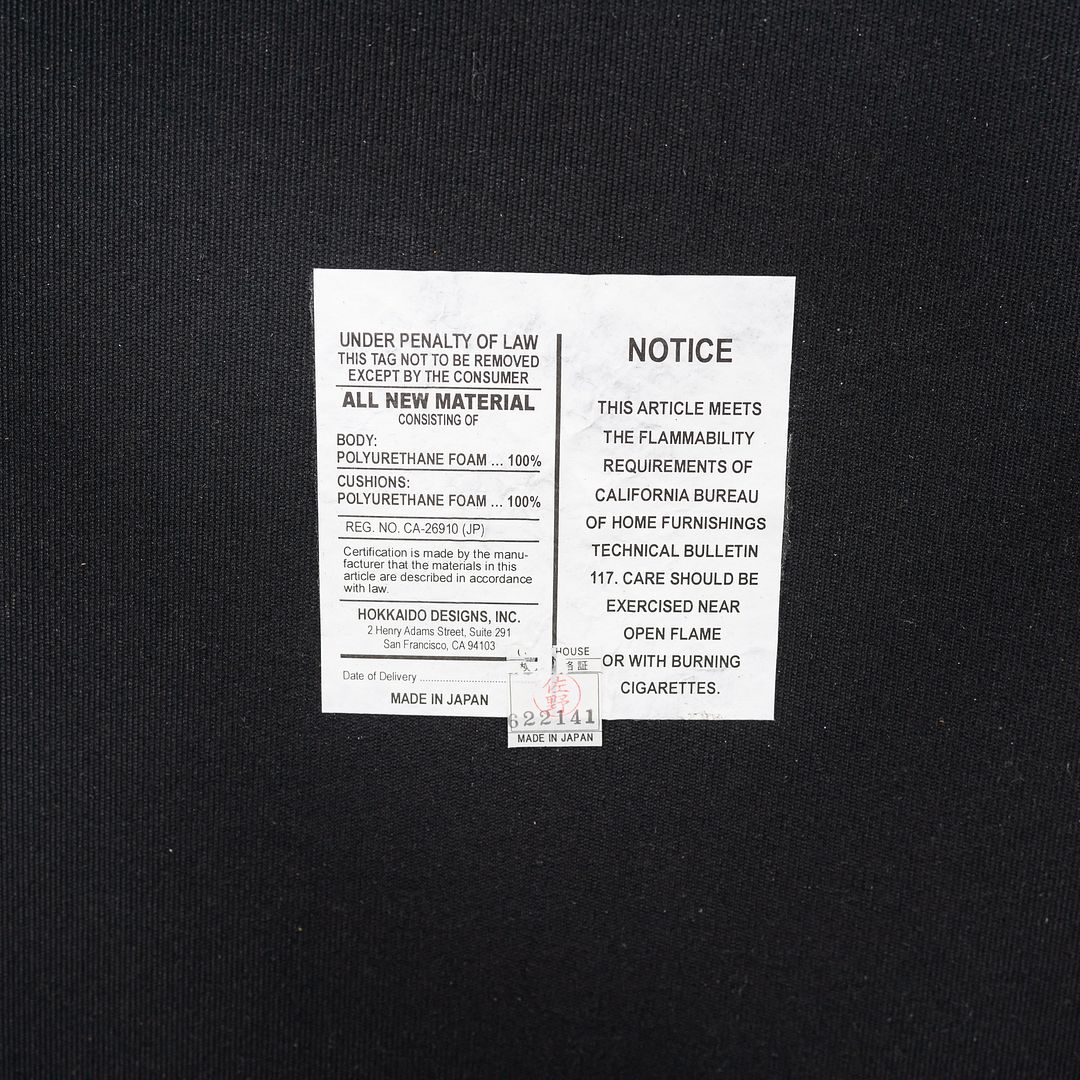 UNDER PENALTY OF LAW
THIS TAG NOT TO BE REMOVED
EXCEPT BY THE CONSUMER
ALL NEW MATERIAL
CONSISTING OF
BODY:
POLYURETHANE FOAM ... 100%
CUSHIONS:
POLYURETHANE FOAM ... 100%
REG. NO. CA-26910 (JP)
Certification is made by the manu-
facturer that the materials in this
article are described in accordance
with law.
HOKKAIDO DESIGNS, INC.
2 Henry Adams Street, Suite 291
San Francisco, CA 94103
Date of Delivery ..............................
MADE IN JAPAN
NOTICE
THIS ARTICLE MEETS
THE FLAMMABILITY
REQUIREMENTS OF
CALIFORNIA BUREAU
OF HOME FURNISHINGS
TECHNICAL BULLETIN
117. CARE SHOULD BE
EXERCISED NEAR
OPEN FLAME
OR WITH BURNING
CIGARETTES.
HOUSE
格証
佐野
622141
MADE IN JAPAN